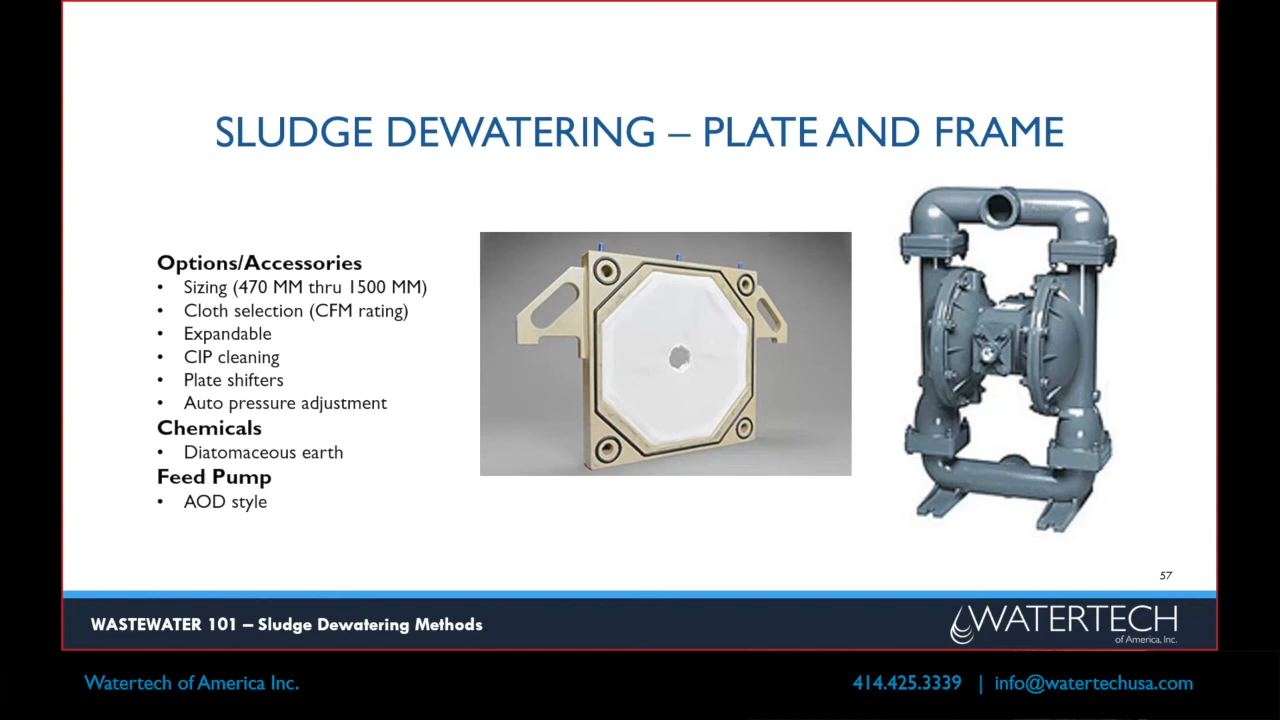 SLUDGE DEWATERING – PLATE AND FRAME
Options/Accessories
• Sizing (470 MM thru 1500 MM)
• Cloth selection (CFM rating)
• Expandable
• CIP cleaning
• Plate shifters
• Auto pressure adjustment
Chemicals
• Diatomaceous earth
Feed Pump
• AOD style
57
WASTEWATER 101 – Sludge Dewatering Methods
WATERTECH
of America, Inc.
Watertech of America Inc.
414.425.3339 | info@watertechusa.com